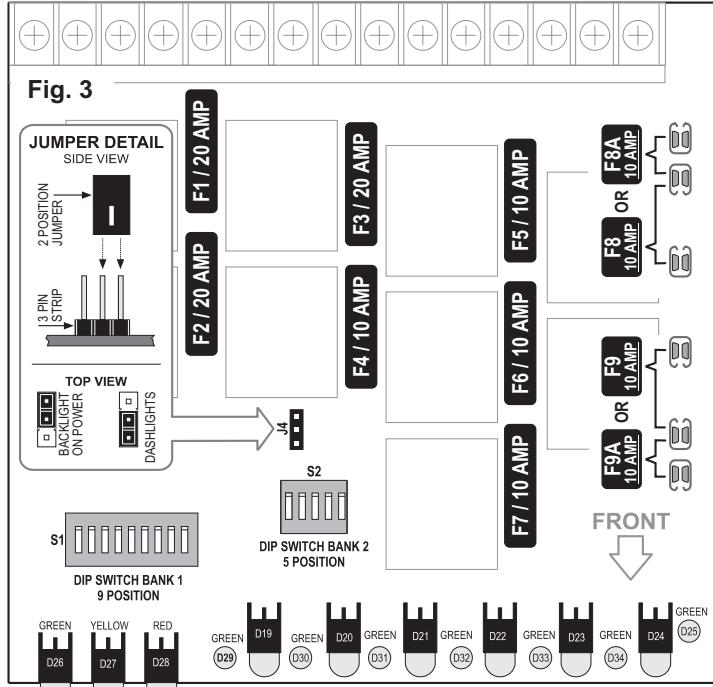 Fig. 3
JUMPER DETAIL
SIDE VIEW
2 POSITION
JUMPER
3 PIN
STRIP
TOP VIEW
BACKLIGHT
ON POWER
DASHLIGHTS
F1 / 20 AMP
F2 / 20 AMP
F3 / 20 AMP
F4 / 10 AMP
F5 / 10 AMP
F6 / 10 AMP
F7 / 10 AMP
F8A
10 AMP
OR
F8
10 AMP
F9
10 AMP
OR
F9A
10 AMP
J4
S2
DIP SWITCH BANK 2
5 POSITION
S1
DIP SWITCH BANK 1
9 POSITION
FRONT
GREEN
D26
YELLOW
D27
RED
D28
GREEN
D29
D19
GREEN
D30
D20
GREEN
D31
D21
GREEN
D32
D22
GREEN
D33
D23
GREEN
D34
D24
GREEN
D25